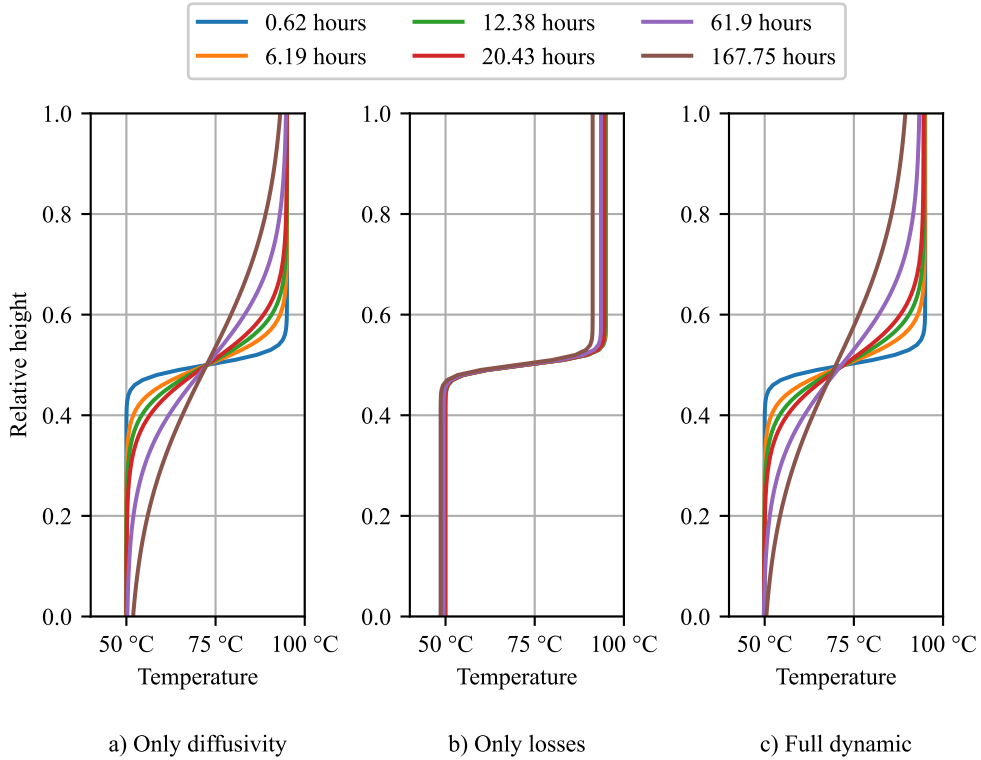 0.62 hours 12.38 hours 61.9 hours
6.19 hours 20.43 hours 167.75 hours
1.0 1.0 1.0
0.8 0.8 0.8
0.6 0.6 0.6
Relative height
0.4 0.4 0.4
0.2 0.2 0.2
0.0 0.0 0.0
50 °C 75 °C 100 °C 50 °C 75 °C 100 °C 50 °C 75 °C 100 °C
Temperature Temperature Temperature
a) Only diffusivity b) Only losses c) Full dynamic